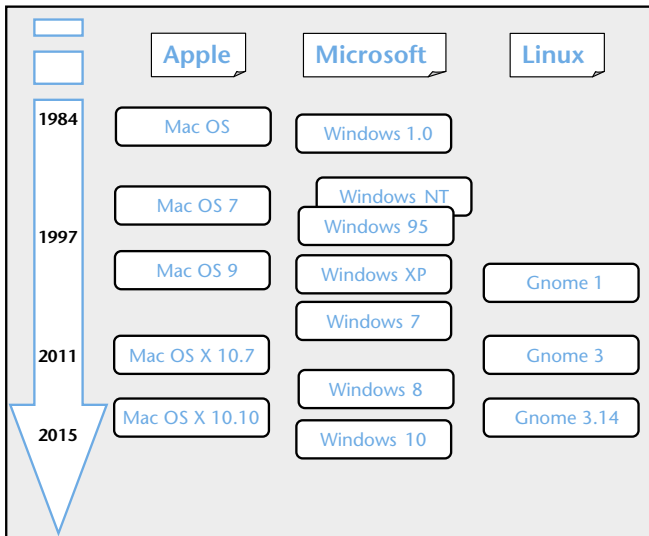 Apple Microsoft Linux
1984 Mac OS Windows 1.0
Mac OS 7 Windows NT
Windows 95
1997
Mac OS 9 Windows XP Gnome 1
Windows 7
2011 Mac OS X 10.7 Gnome 3
Windows 8
Mac OS X 10.10 Gnome 3.14
2015 Windows 10